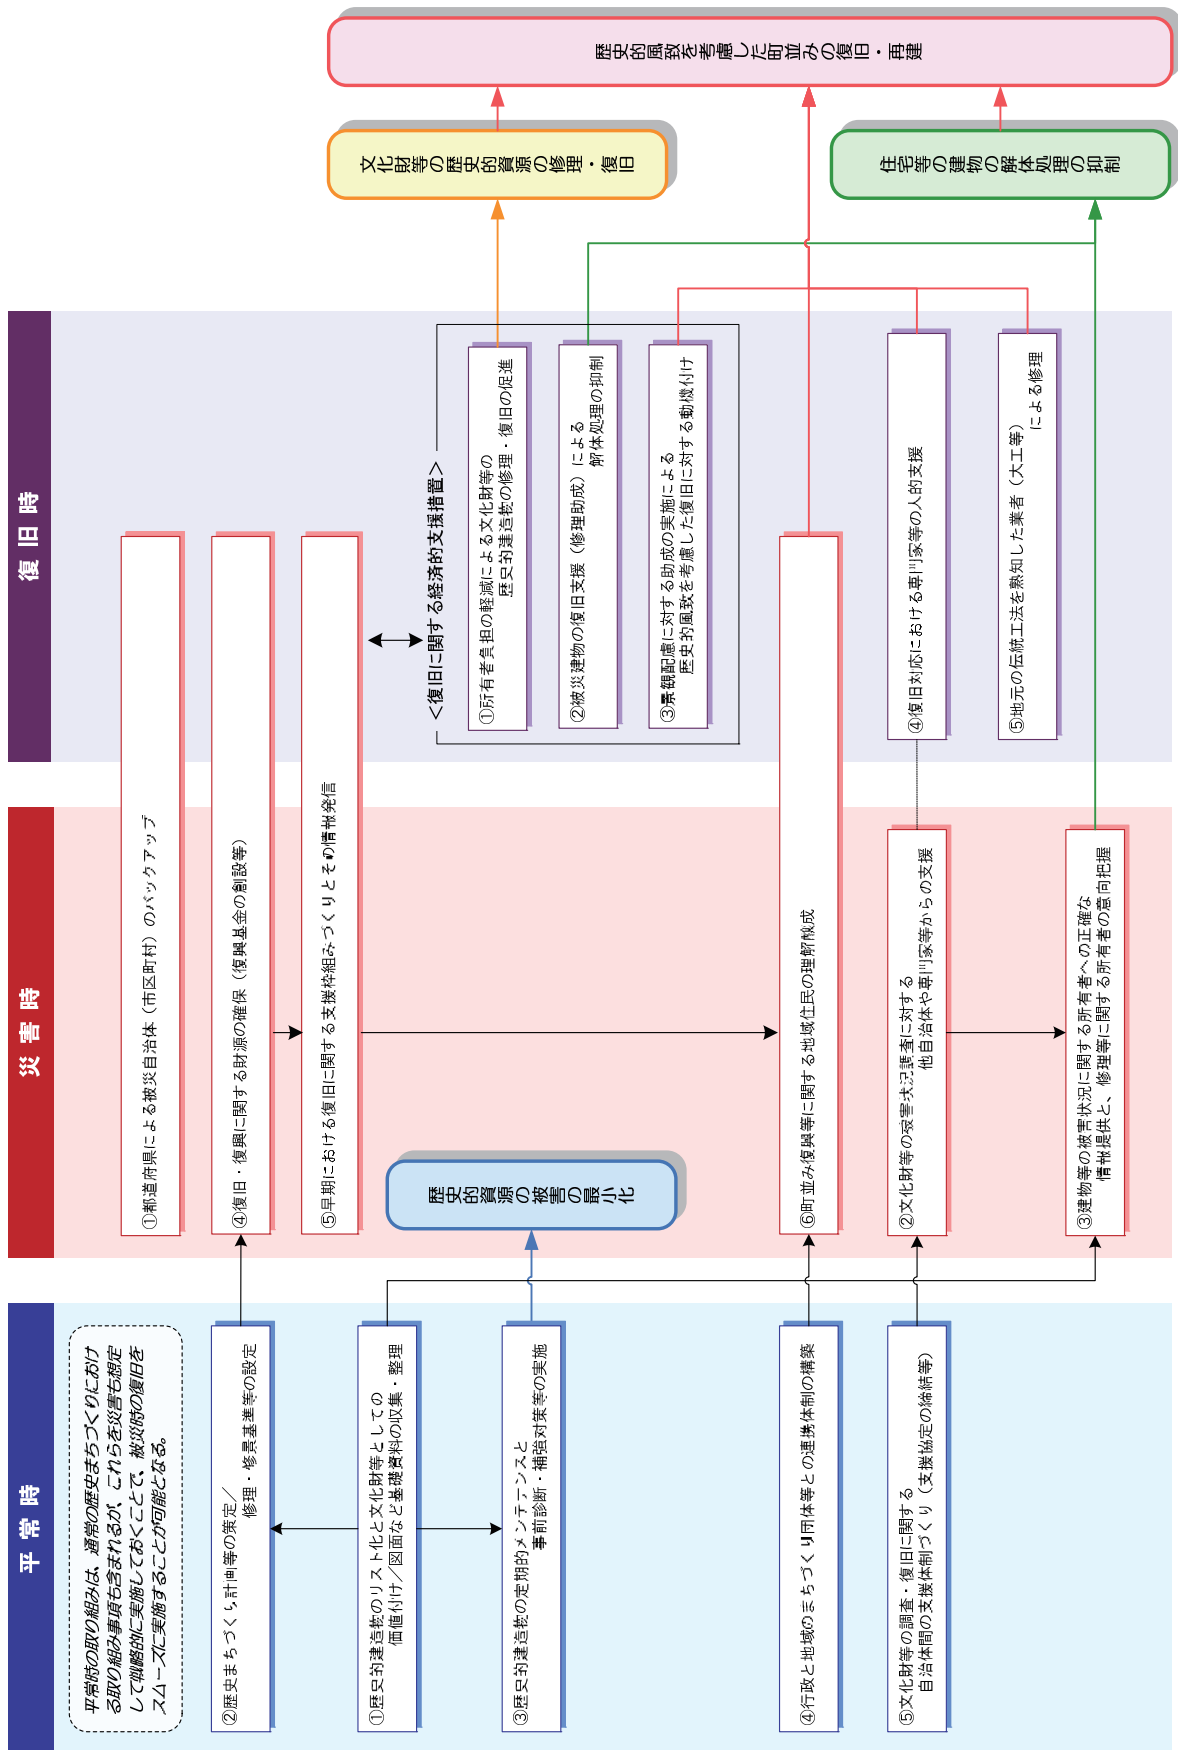 平常時
平常時の取り組みは、通常の歴史まちづくりにおけ
る取り組み事項も含まれるが、これらを災害も想定
して戦略的に実施しておくことで、被災時の復旧を
スムーズに実施することが可能となる。
②歴史まちづくり計画等の策定／
修理・修景基準等の設定
①歴史的建造物のリスト化と文化財等としての
価値付け／図面など基礎資料の収集・整理
③歴史的建造物の定期的メンテナンスと
事前診断・補強対策等の実施
④行政と地域のまちづくり団体等との連携体制の構築
⑤文化財等の調査・復旧に関する
自治体間の支援体制づくり（支援協定の締結等）
災害時
①都道府県による被災自治体（市区町村）のバックアップ
④復旧・復興に関する財源の確保（復興基金の創設等）
⑤早期における復旧に関する支援枠組みづくりとその情報発信
歴史的資源の被害の最小化
⑥町並み復興等に関する地域住民の理解醸成
②文化財等の被害状況調査に対する
他自治体や専門家等からの支援
③建物等の被害状況に関する所有者への正確な
情報提供と、修理等に関する所有者の意向把握
復旧時
＜復旧に関する経済的支援措置＞
①所有者負担の軽減による文化財等の
歴史的建造物の修理・復旧の促進
②被災建物の復旧支援（修理助成）による
解体処理の抑制
③景観配慮に対する助成の実施による
歴史的風致を考慮した復旧に対する動機付け
④復旧対応における専門家等の人的支援
⑤地元の伝統工法を熟知した業者（大工等）
による修理
文化財等の歴史的資源の修理・復旧
住宅等の建物の解体処理の抑制
歴史的風致を考慮した町並みの復旧・再建